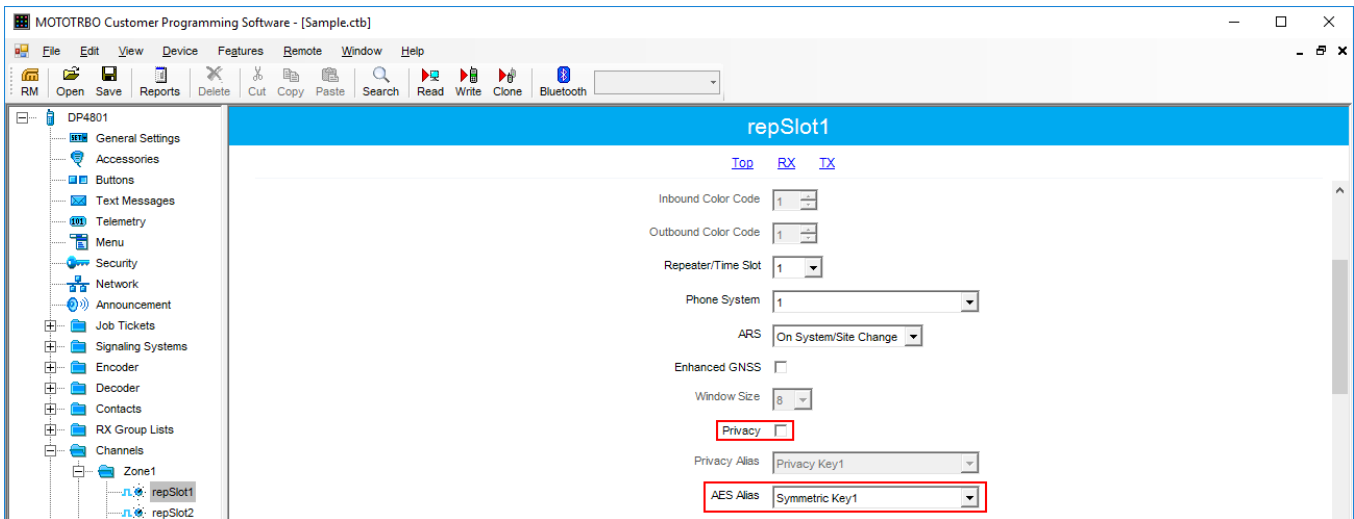 MOTOTRBO Customer Programming Software - [Sample.ctb]
File Edit View Device Features Remote Window Help
RM Open Save Reports Delete Cut Copy Paste Search Read Write Clone Bluetooth
DP4801
SET
General Settings
Accessories
Buttons
Text Messages
101
Telemetry
Menu
Security
Network
Announcement
Job Tickets
Signaling Systems
Encoder
Decoder
Contacts
RX Group Lists
Channels
Zone1
repSlot1
repSlot2
repSlot1
Top RX TX
Inbound Color Code 1
Outbound Color Code 1
Repeater/Time Slot 1
Phone System 1
ARS On System/Site Change
Enhanced GNSS
Window Size 8
Privacy
Privacy Alias Privacy Key1
AES Alias Symmetric Key1